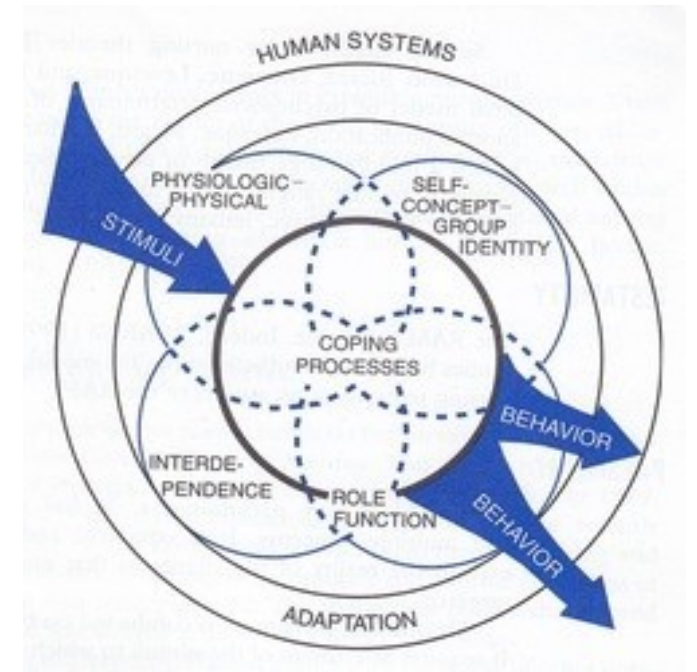 HUMAN SYSTEMS
PHYSIOLOGIC–
PHYSICAL
SELF-
CONCEPT–
GROUP
IDENTITY
STIMULI
COPING
PROCESSES
BEHAVIOR
INTERDE-
PENDENCE
ROLE
FUNCTION
BEHAVIOR
ADAPTATION